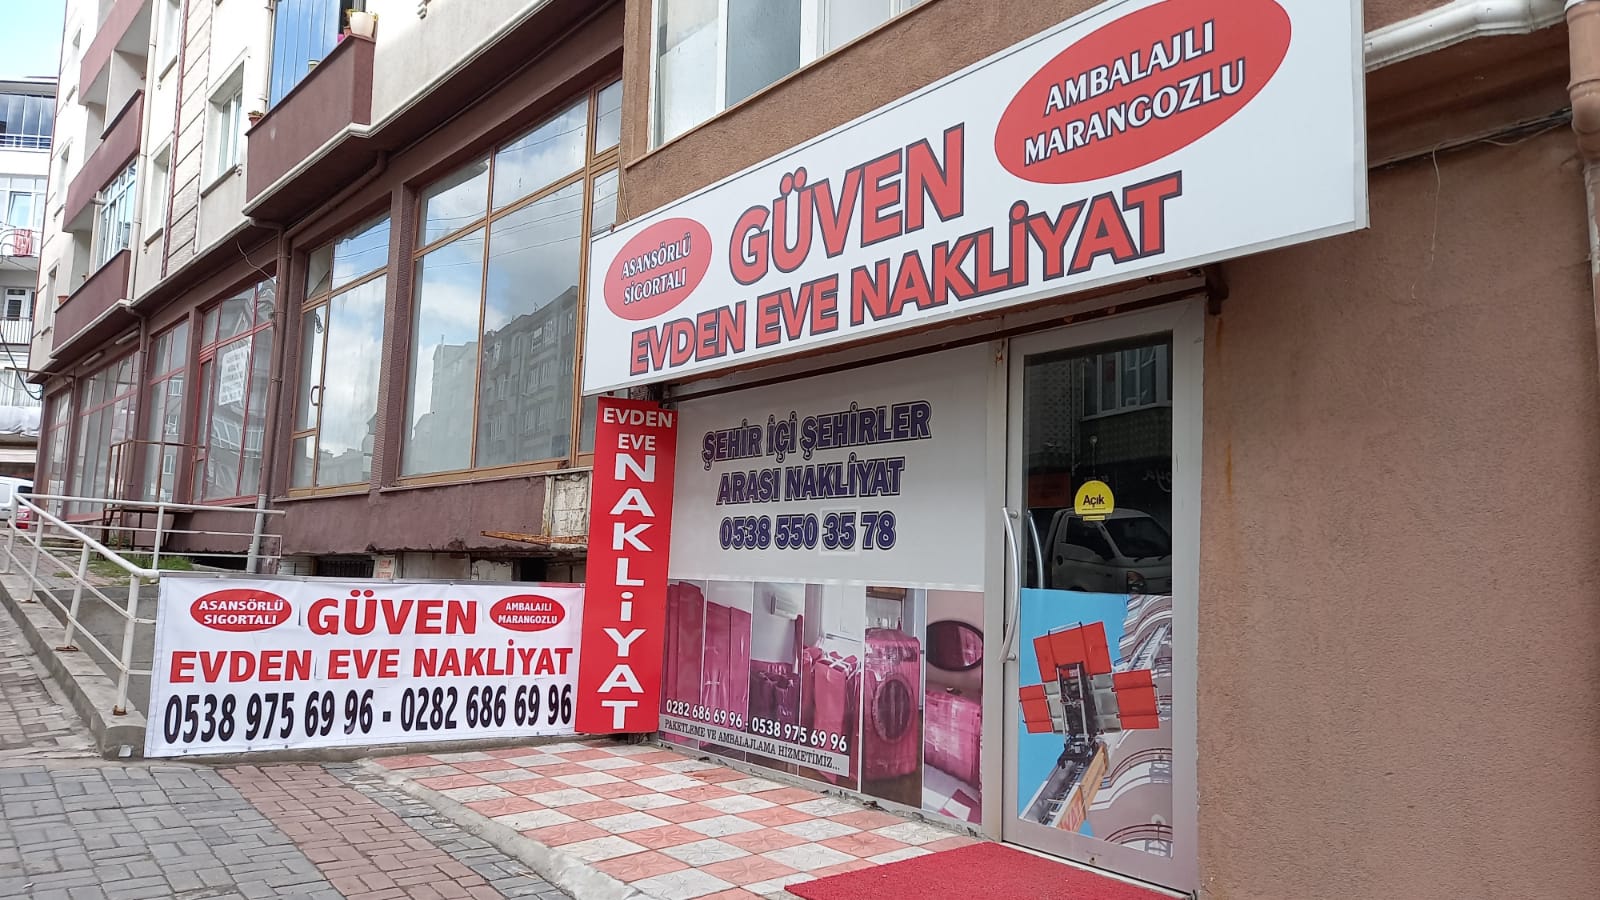 ASANSÖRLÜ
SİGORTALI
GÜVEN
EVDEN EVE NAKLİYAT
AMBALAJLI
MARANGOZLU
EVDEN
EVE
NAKLİYAT
ŞEHİR İÇİ ŞEHİRLER
ARASI NAKLİYAT
0538 550 35 78
Açık
0282 686 69 96 - 0538 975 69 96
PAKETLEME VE AMBALAJLAMA HİZMETİMİZ...
ASANSÖRLÜ
SIGORTALI
GÜVEN
AMBALAJLI
MARANGOZLU
EVDEN EVE NAKLİYAT
0538 975 69 96 - 0282 686 69 96